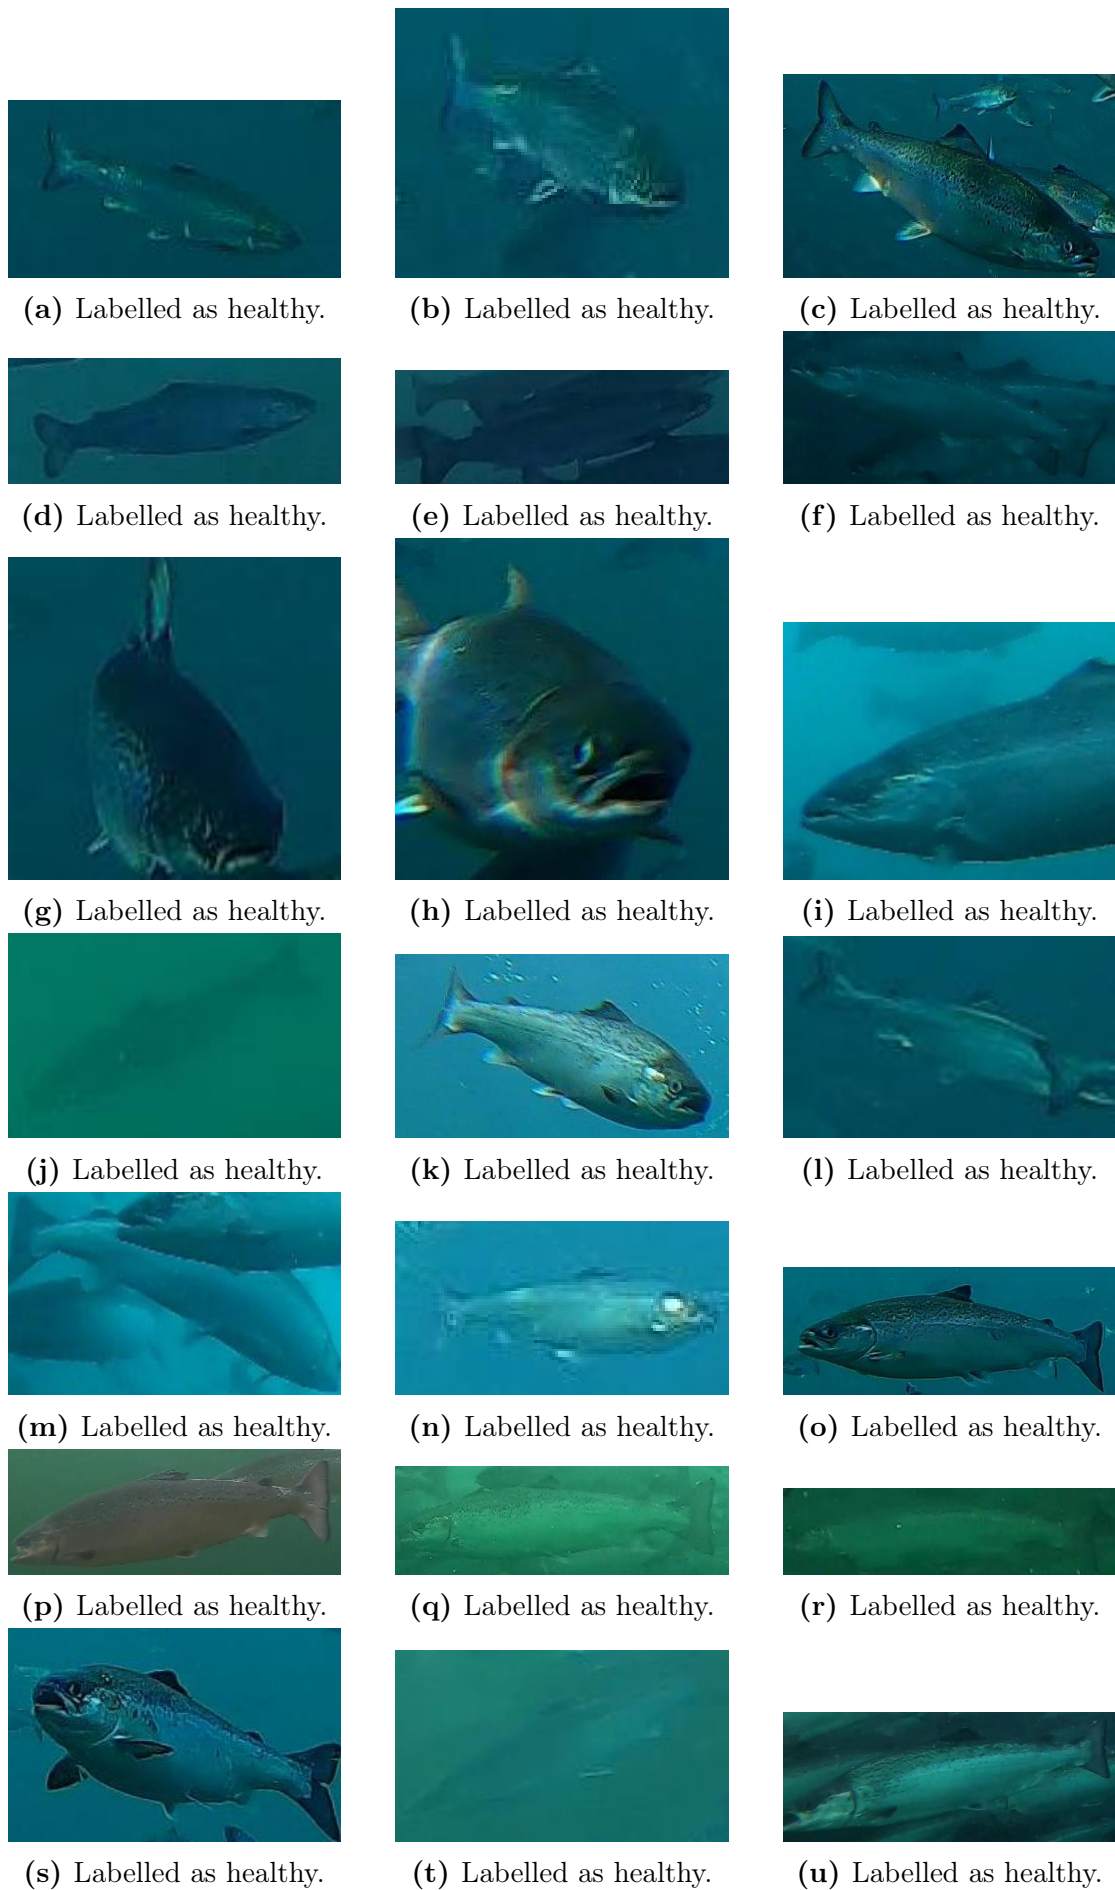 (a) Labelled as healthy.
(b) Labelled as healthy.
(c) Labelled as healthy.
(d) Labelled as healthy.
(e) Labelled as healthy.
(f) Labelled as healthy.
(g) Labelled as healthy.
(h) Labelled as healthy.
(i) Labelled as healthy.
(j) Labelled as healthy.
(k) Labelled as healthy.
(l) Labelled as healthy.
(m) Labelled as healthy.
(n) Labelled as healthy.
(o) Labelled as healthy.
(p) Labelled as healthy.
(q) Labelled as healthy.
(r) Labelled as healthy.
(s) Labelled as healthy.
(t) Labelled as healthy.
(u) Labelled as healthy.